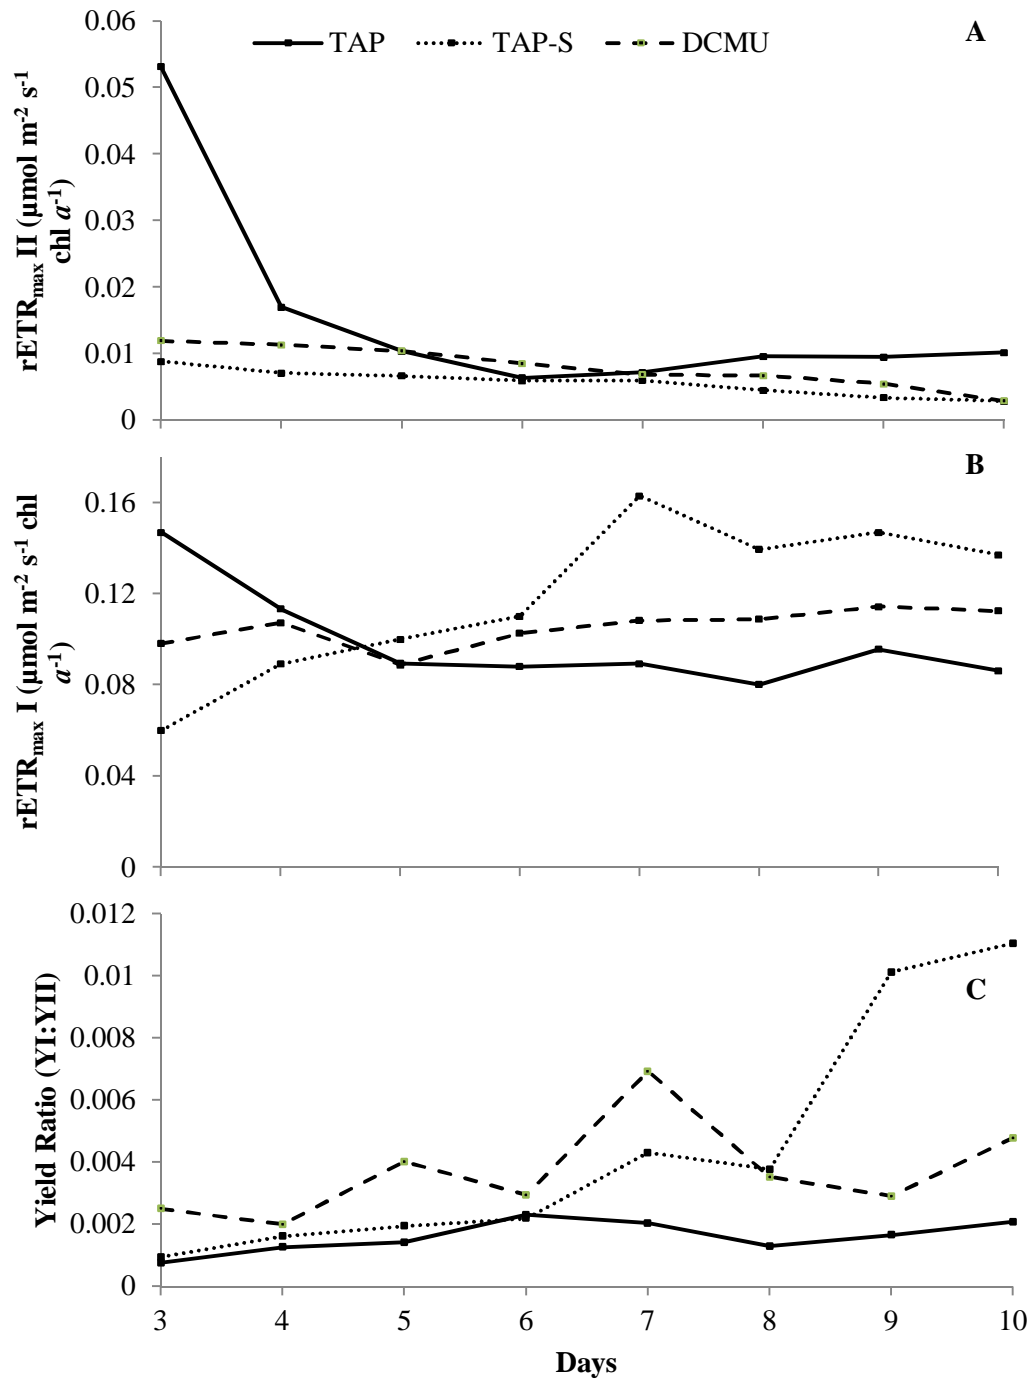 0.06
TAP TAP-S DCMU
A
0.05
0.04
0.03
0.02
0.01
0
rETRmax II (µmol m-2 s-1
chl a-1)
B
0.16
0.12
0.08
0.04
0
rETRmax I (µmol m-2 s-1 chl
a-1)
0.012
0.01
C
0.008
0.006
0.004
0.002
0
Yield Ratio (YI:YII)
3 4 5 6 7 8 9 10
Days